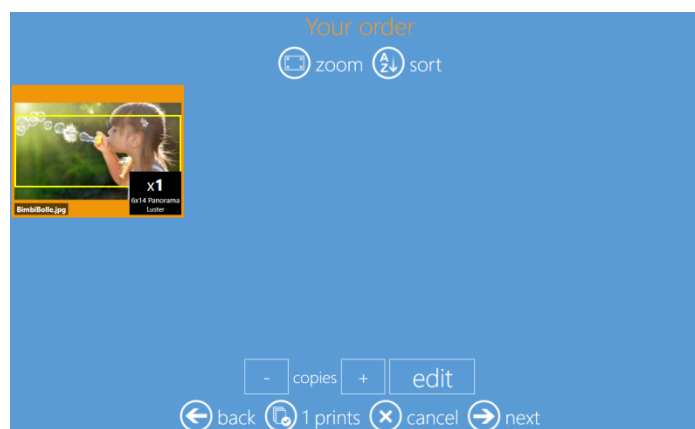 Your order
zoom A Z sort
x1
6x14 Panorama
Luster
BimbiBolle.jpg
- copies + edit
back 1 prints cancel next